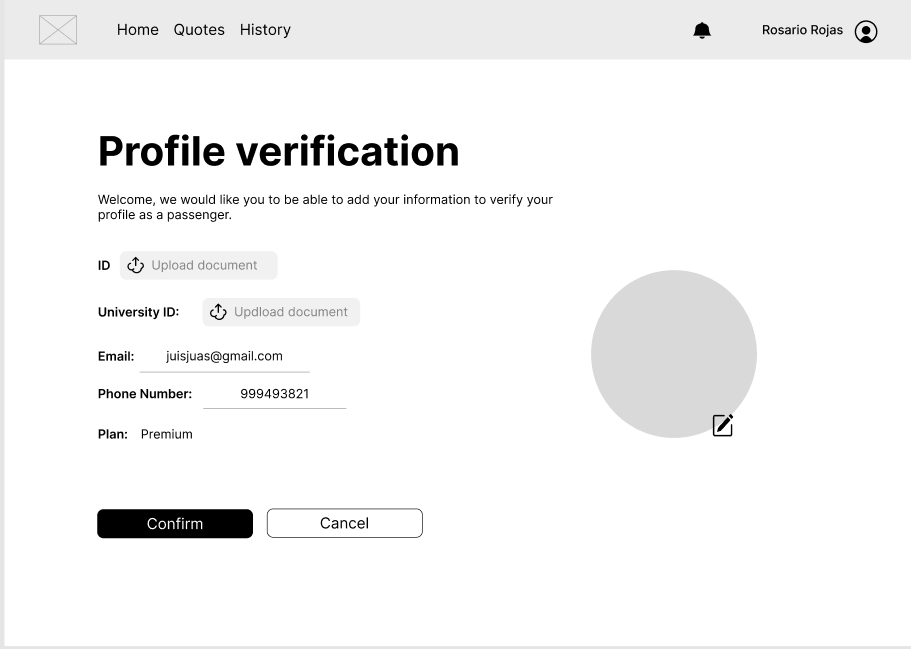 Home Quotes History Rosario Rojas
Profile verification
Welcome, we would like you to be able to add your information to verify your
profile as a passenger.
ID Upload document
University ID: Updload document
Email: juisjuas@gmail.com
Phone Number: 999493821
Plan: Premium
Confirm Cancel